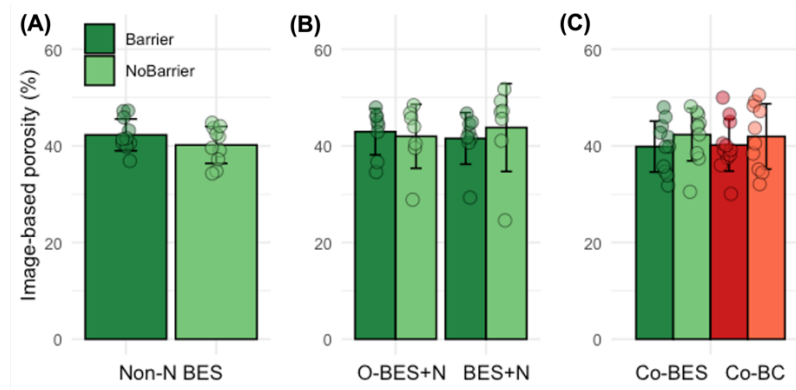 (A)
Barrier
NoBarrier
Image-based porosity (%)
60
40
20
0
Non-N BES
(B)
60
40
20
0
O-BES+N BES+N
(C)
60
40
20
0
Co-BES Co-BC